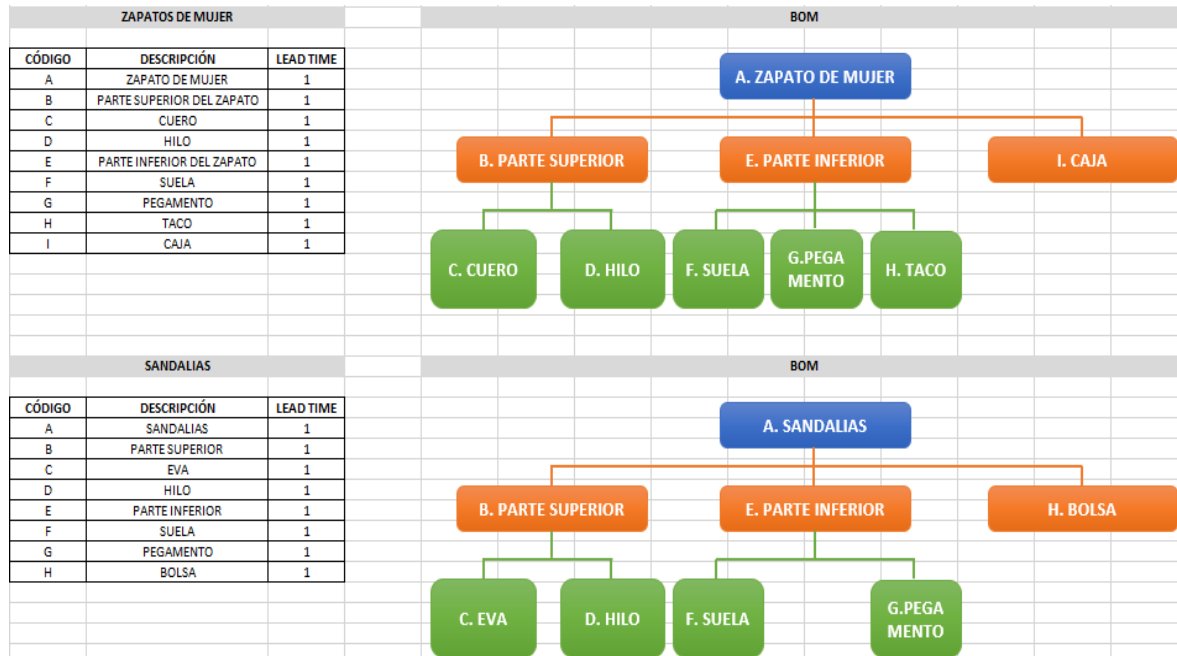 ZAPATOS DE MUJER BOM
CÓDIGO DESCRIPCIÓN LEAD TIME
A ZAPATO DE MUJER 1
B PARTE SUPERIOR DEL ZAPATO 1
C CUERO 1
D HILO 1
E PARTE INFERIOR DEL ZAPATO 1
F SUELA 1
G PEGAMENTO 1
H TACO 1
I CAJA 1
A. ZAPATO DE MUJER
B. PARTE SUPERIOR E. PARTE INFERIOR I. CAJA
C. CUERO D. HILO F. SUELA G.PEGA H. TACO
MENTO
SANDALIAS BOM
CÓDIGO DESCRIPCIÓN LEAD TIME
A SANDALIAS 1
B PARTE SUPERIOR 1
C EVA 1
D HILO 1
E PARTE INFERIOR 1
F SUELA 1
G PEGAMENTO 1
H BOLSA 1
A. SANDALIAS
B. PARTE SUPERIOR E. PARTE INFERIOR H. BOLSA
C. EVA D. HILO F. SUELA G.PEGA
MENTO